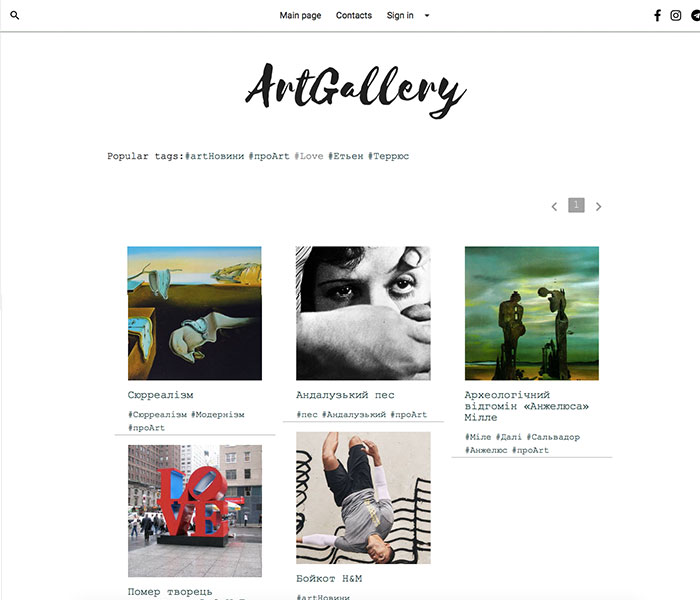 Main page Contacts Sign in
ArtGallery
Popular tags:#artНовини #проArt #Love #Етьен #Террюс
1
Сюрреалізм
#Сюрреалізм #Модернізм
#проArt
Андалузький пес
#пес #Андалузький #проArt
Археологічний
відгомін «Анжелюса»
Мілле
#Міле #Далі #Сальвадор
#Анжелюс #проArt
LOVE
Помер творець
Бойкот H&M
#artНовини